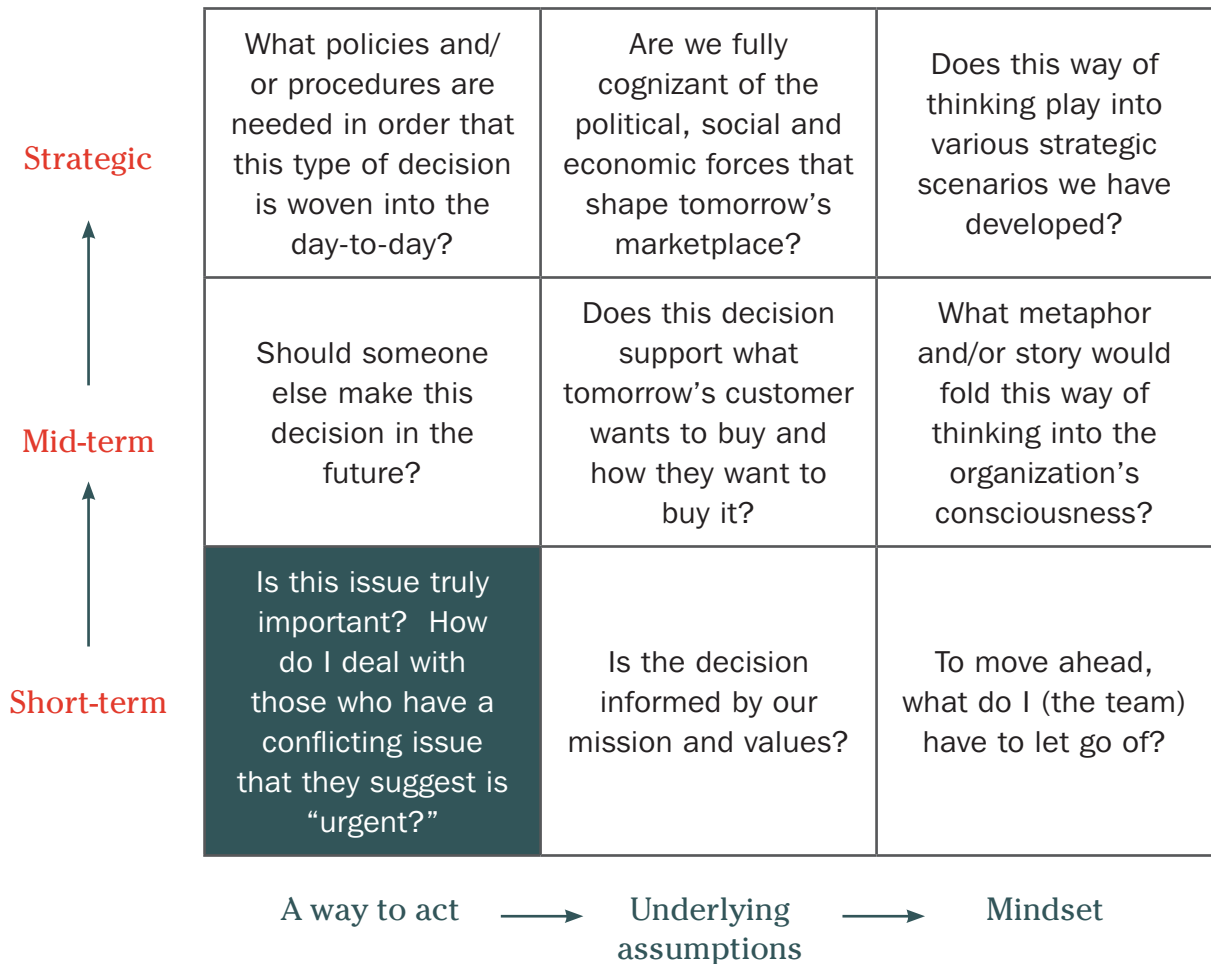 What policies and/
or procedures are
needed in order that
this type of decision
is woven into the
day-to-day?
Are we fully
cognizant of the
political, social and
economic forces that
shape tomorrow’s
marketplace?
Does this way of
thinking play into
various strategic
scenarios we have
developed?
Strategic
Should someone
else make this
decision in the
future?
Does this decision
support what
tomorrow’s customer
wants to buy and
how they want to
buy it?
What metaphor
and/or story would
fold this way of
thinking into the
organization’s
consciousness?
Mid-term
Is this issue truly
important?  How
do I deal with
those who have a
conflicting issue
that they suggest is
“urgent?”
Is the decision
informed by our
mission and values?
To move ahead,
what do I (the team)
have to let go of?
Short-term
A way to act
Underlying
assumptions
Mindset